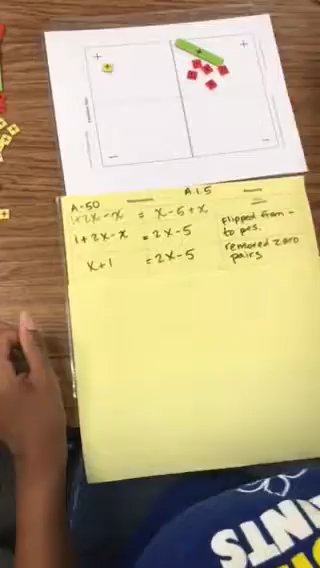 A-50
A.1.5
1+2x--x = x-5+x
flipped from -
to pos.
1+2x-x = 2x-5
removed zero
pairs
x+1 = 2x-5